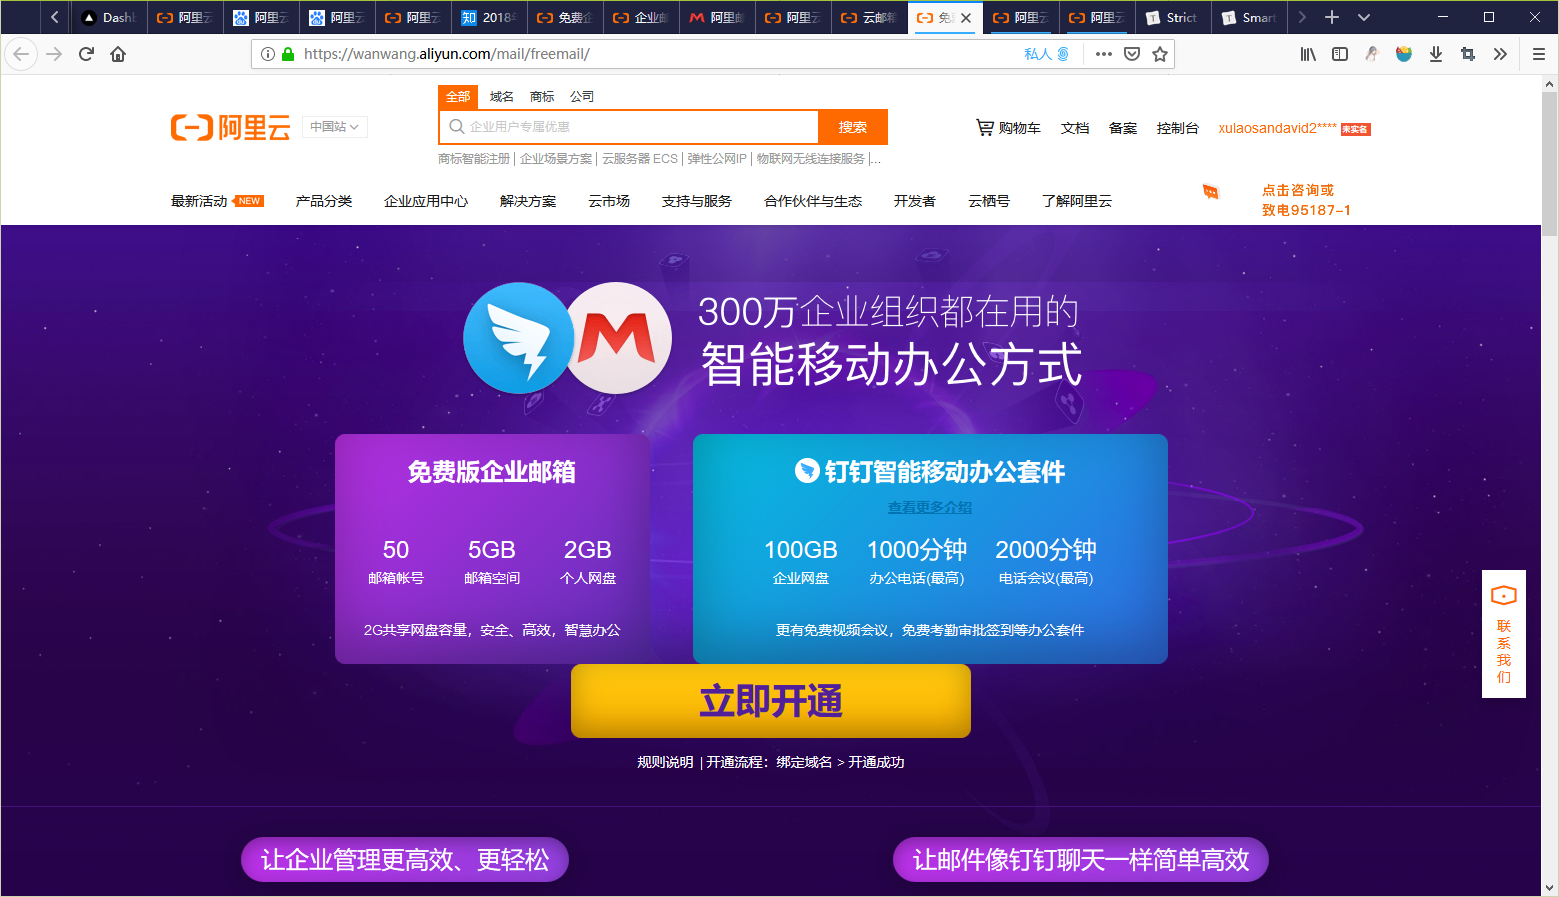 Dashb
阿里云
阿里云
阿里云
阿里云
知 2018
免费企
企业邮
阿里邮
阿里云
云邮箱
免
阿里云
阿里云
Strict
Smart
https://wanwang.aliyun.com/mail/freemail/
私人
全部 域名 商标 公司
阿里云
中国站
企业用户专属优惠
搜索
购物车 文档 备案 控制台 xulaosandavid2**** 未实名
商标智能注册 | 企业场景方案 | 云服务器 ECS | 弹性公网IP | 物联网无线连接服务 |...
最新活动 NEW 产品分类 企业应用中心 解决方案 云市场 支持与服务 合作伙伴与生态 开发者 云栖号 了解阿里云
点击咨询或
致电95187-1
300万企业组织都在用的
智能移动办公方式
免费版企业邮箱
50 5GB 2GB
邮箱帐号 邮箱空间 个人网盘
2G共享网盘容量，安全、高效，智慧办公
钉钉智能移动办公套件
查看更多介绍
100GB 1000分钟 2000分钟
企业网盘 办公电话(最高) 电话会议(最高)
更有免费视频会议，免费考勤审批签到等办公套件
立即开通
规则说明 | 开通流程：绑定域名 > 开通成功
联
系
我
们
让企业管理更高效、更轻松
让邮件像钉钉聊天一样简单高效